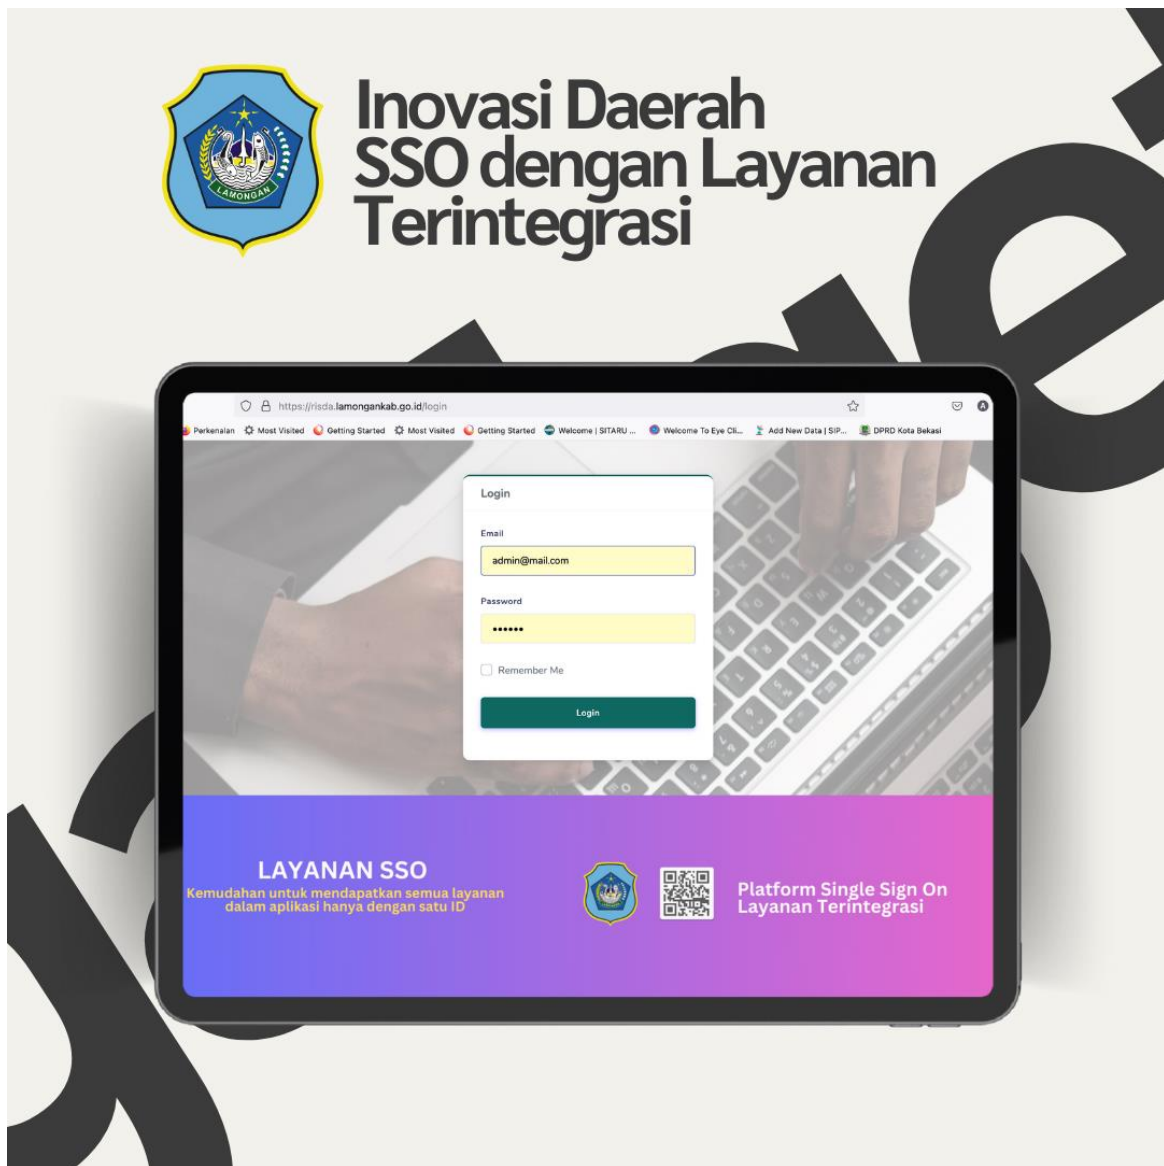 LAMONGAN
Inovasi Daerah
SSO dengan Layanan
Terintegrasi
https://risda.lamongankab.go.id/login
Perkenalan Most Visited Getting Started Most Visited Getting Started Welcome | SITARU ... Welcome To Eye Cli... Add New Data | SIP... DPRD Kota Bekasi
Login
Email
admin@mail.com
Password
••••••
Remember Me
Login
LAYANAN SSO
Kemudahan untuk mendapatkan semua layanan
dalam aplikasi hanya dengan satu ID
Platform Single Sign On
Layanan Terintegrasi